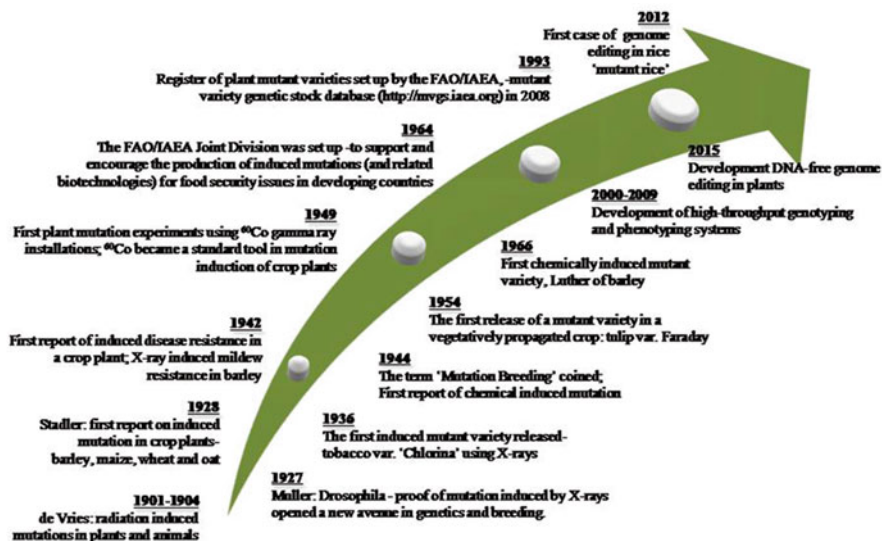 2012
First case of genome
editing in rice
'mutant rice'
1993
Register of plant mutant varieties set up by the FAO/IAEA, -mutant
variety genetic stock database (http://mvgs.iaea.org) in 2008
1964
The FAO/IAEA Joint Division was set up -to support and
encourage the production of induced mutations (and related
biotechnologies) for food security issues in developing countries
2015
Development DNA-free genome
editing in plants
2000-2009
Development of high-throughput genotyping
and phenotyping systems
1949
First plant mutation experiments using ⁶⁰Co gamma ray
installations; ⁶⁰Co became a standard tool in mutation
induction of crop plants
1966
First chemically induced mutant
variety, Luther of barley
1954
The first release of a mutant variety in a
vegetatively propagated crop: tulip var. Faraday
1942
First report of induced disease resistance in
a crop plant; X-ray induced mildew
resistance in barley
1944
The term 'Mutation Breeding' coined;
First report of chemical induced mutation
1928
Stadler: first report on induced
mutation in crop plants-
barley, maize, wheat and oat
1936
The first induced mutant variety released-
tobacco var. 'Chlorina' using X-rays
1927
Muller: Drosophila - proof of mutation induced by X-rays
opened a new avenue in genetics and breeding.
1901-1904
de Vries: radiation induced
mutations in plants and animals